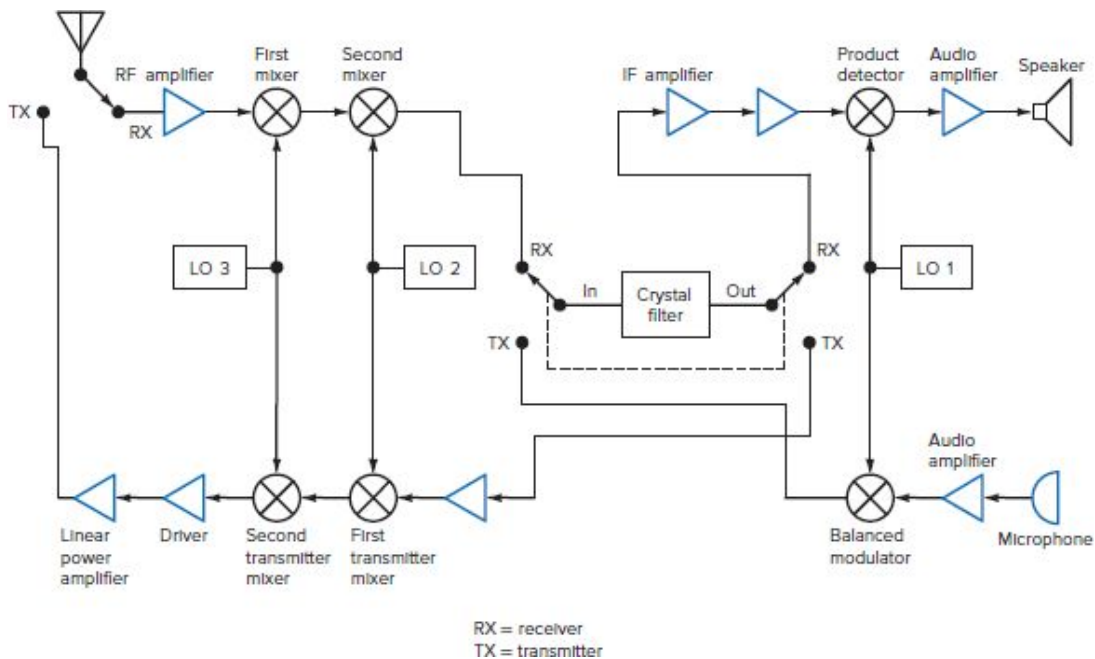 First
mixer
Second
mixer
Product
detector
Audio
amplifier
Speaker
RF amplifier
IF amplifier
TX
RX
RX
RX
LO 3
LO 2
In
Crystal
filter
Out
LO 1
TX
TX
Audio
amplifier
Linear
power
amplifier
Driver
Second
transmitter
mixer
First
transmitter
mixer
Balanced
modulator
Microphone
RX = receiver
TX = transmitter